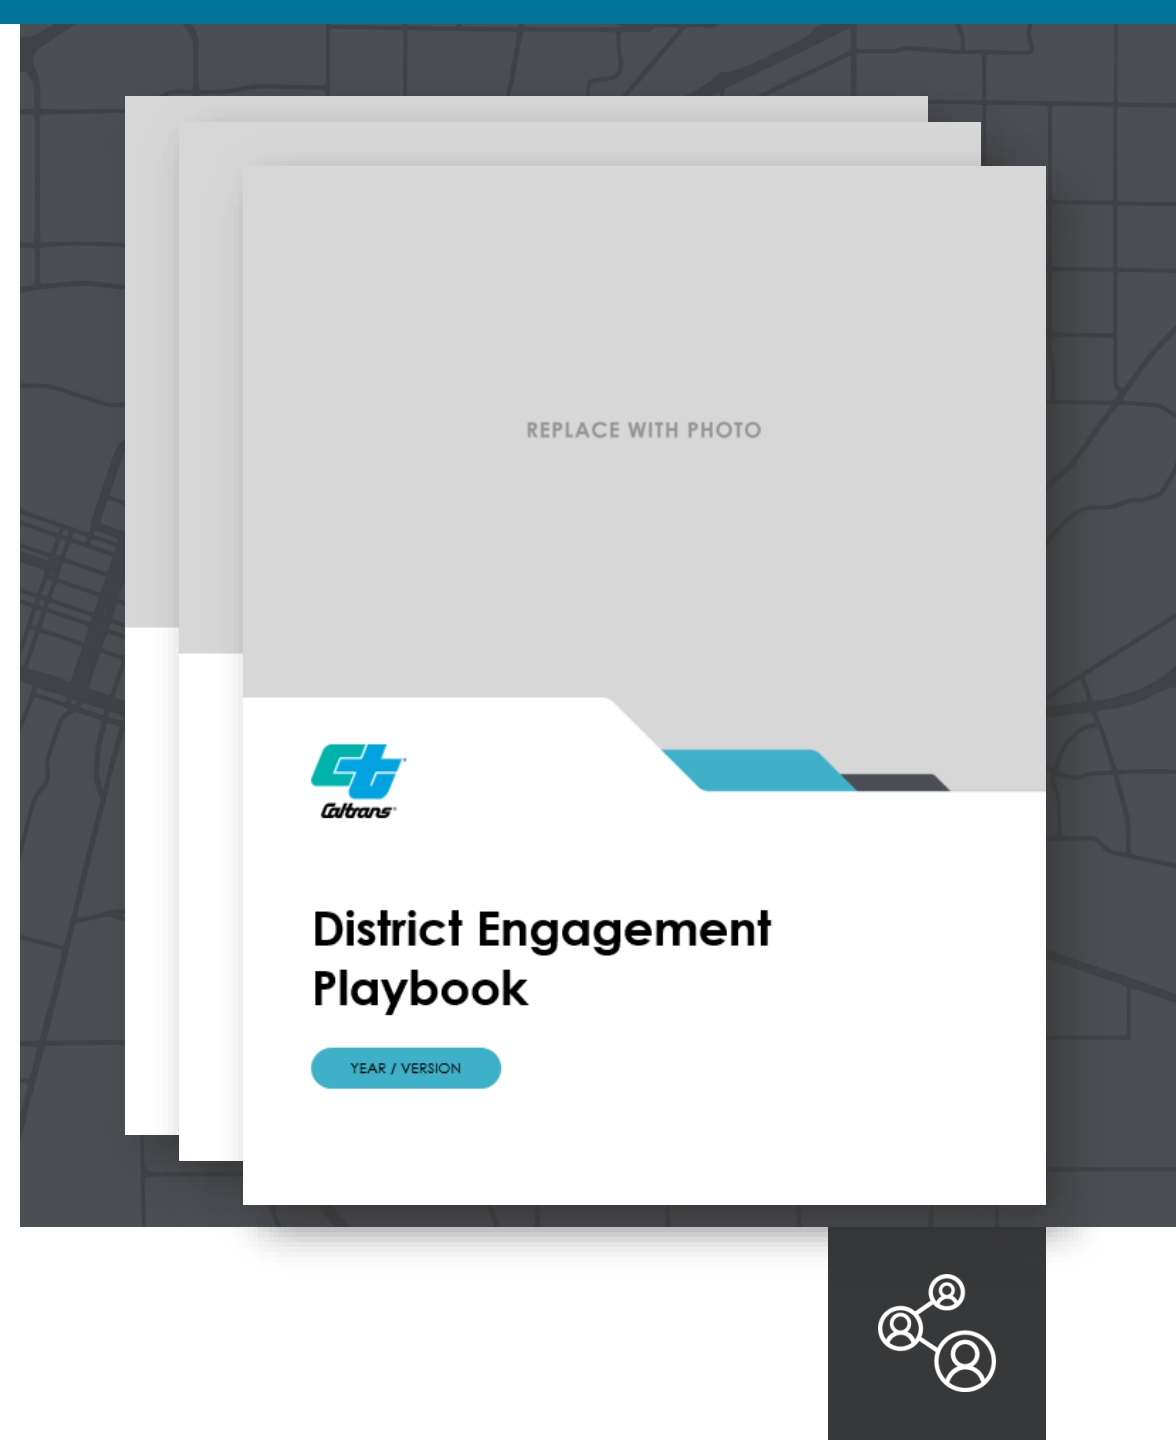 REPLACE WITH PHOTO
Caltrans
District Engagement
Playbook
YEAR / VERSION